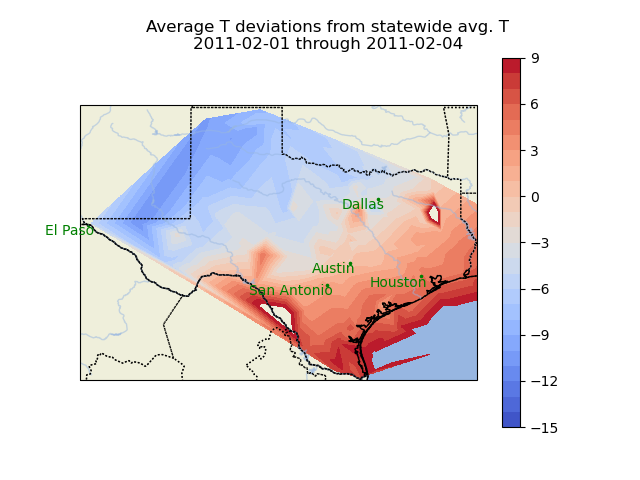 Average T deviations from statewide avg. T
2011-02-01 through 2011-02-04
9
6
3
0
−3
−6
−9
−12
−15
Dallas
El Paso
Austin
Houston
San Antonio